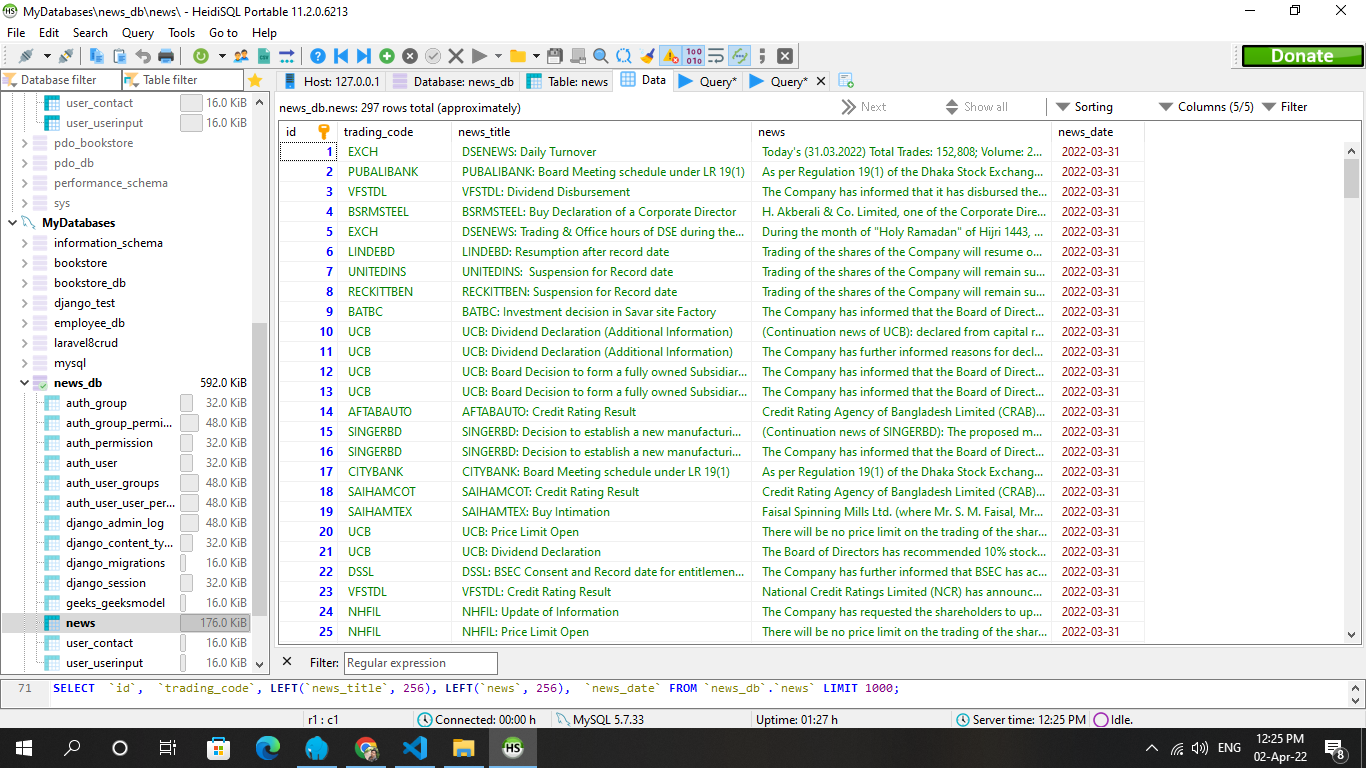 MyDatabases\news_db\news\ - HeidiSQL Portable 11.2.0.6213
File Edit Search Query Tools Go to Help
Donate
Database filter Table filter
Host: 127.0.0.1 Database: news_db Table: news Data Query* Query*
news_db.news: 297 rows total (approximately) Next Show all Sorting Columns (5/5) Filter
user_contact 16.0 KiB
user_userinput 16.0 KiB
pdo_bookstore
pdo_db
performance_schema
sys
MyDatabases
information_schema
bookstore
bookstore_db
django_test
employee_db
laravel8crud
mysql
news_db 592.0 KiB
auth_group 32.0 KiB
auth_group_permi... 48.0 KiB
auth_permission 32.0 KiB
auth_user 32.0 KiB
auth_user_groups 48.0 KiB
auth_user_user_per... 48.0 KiB
django_admin_log 48.0 KiB
django_content_ty... 32.0 KiB
django_migrations 16.0 KiB
django_session 32.0 KiB
geeks_geeksmodel 16.0 KiB
news 176.0 KiB
user_contact 16.0 KiB
user_userinput 16.0 KiB
id trading_code news_title news news_date
1 EXCH DSENEWS: Daily Turnover Today's (31.03.2022) Total Trades: 152,808; Volume: 2... 2022-03-31
2 PUBALIBANK PUBALIBANK: Board Meeting schedule under LR 19(1) As per Regulation 19(1) of the Dhaka Stock Exchang... 2022-03-31
3 VFSTDL VFSTDL: Dividend Disbursement The Company has informed that it has disbursed the... 2022-03-31
4 BSRMSTEEL BSRMSTEEL: Buy Declaration of a Corporate Director H. Akberali & Co. Limited, one of the Corporate Dire... 2022-03-31
5 EXCH DSENEWS: Trading & Office hours of DSE during the... During the month of "Holy Ramadan" of Hijri 1443, ... 2022-03-31
6 LINDEBD LINDEBD: Resumption after record date Trading of the shares of the Company will resume o... 2022-03-31
7 UNITEDINS UNITEDINS:  Suspension for Record date Trading of the shares of the Company will remain su... 2022-03-31
8 RECKITTBEN RECKITTBEN: Suspension for Record date Trading of the shares of the Company will remain su... 2022-03-31
9 BATBC BATBC: Investment decision in Savar site Factory The Company has informed that the Board of Direct... 2022-03-31
10 UCB UCB: Dividend Declaration (Additional Information) (Continuation news of UCB): declared from capital r... 2022-03-31
11 UCB UCB: Dividend Declaration (Additional Information) The Company has further informed reasons for decl... 2022-03-31
12 UCB UCB: Board Decision to form a fully owned Subsidiar... The Company has informed that the Board of Direct... 2022-03-31
13 UCB UCB: Board Decision to form a fully owned Subsidiar... The Company has informed that the Board of Direct... 2022-03-31
14 AFTABAUTO AFTABAUTO: Credit Rating Result Credit Rating Agency of Bangladesh Limited (CRAB)... 2022-03-31
15 SINGERBD SINGERBD: Decision to establish a new manufacturi... (Continuation news of SINGERBD): The proposed m... 2022-03-31
16 SINGERBD SINGERBD: Decision to establish a new manufacturi... The Company has informed that the Board of Direct... 2022-03-31
17 CITYBANK CITYBANK: Board Meeting schedule under LR 19(1) As per Regulation 19(1) of the Dhaka Stock Exchang... 2022-03-31
18 SAIHAMCOT SAIHAMCOT: Credit Rating Result Credit Rating Agency of Bangladesh Limited (CRAB)... 2022-03-31
19 SAIHAMTEX SAIHAMTEX: Buy Intimation Faisal Spinning Mills Ltd. (where Mr. S. M. Faisal, Mr... 2022-03-31
20 UCB UCB: Price Limit Open There will be no price limit on the trading of the shar... 2022-03-31
21 UCB UCB: Dividend Declaration The Board of Directors has recommended 10% stock... 2022-03-31
22 DSSL DSSL: BSEC Consent and Record date for entitlemen... The Company has further informed that BSEC has ac... 2022-03-31
23 VFSTDL VFSTDL: Credit Rating Result National Credit Ratings Limited (NCR) has announc... 2022-03-31
24 NHFIL NHFIL: Update of Information The Company has requested the shareholders to up... 2022-03-31
25 NHFIL NHFIL: Price Limit Open There will be no price limit on the trading of the shar... 2022-03-31
Filter: Regular expression
71 SELECT  `id`,  `trading_code`, LEFT(`news_title`, 256), LEFT(`news`, 256),  `news_date` FROM `news_db`.`news` LIMIT 1000;
r1 : c1 Connected: 00:00 h MySQL 5.7.33 Uptime: 01:27 h Server time: 12:25 PM Idle.
HS ENG 12:25 PM
02-Apr-22 8